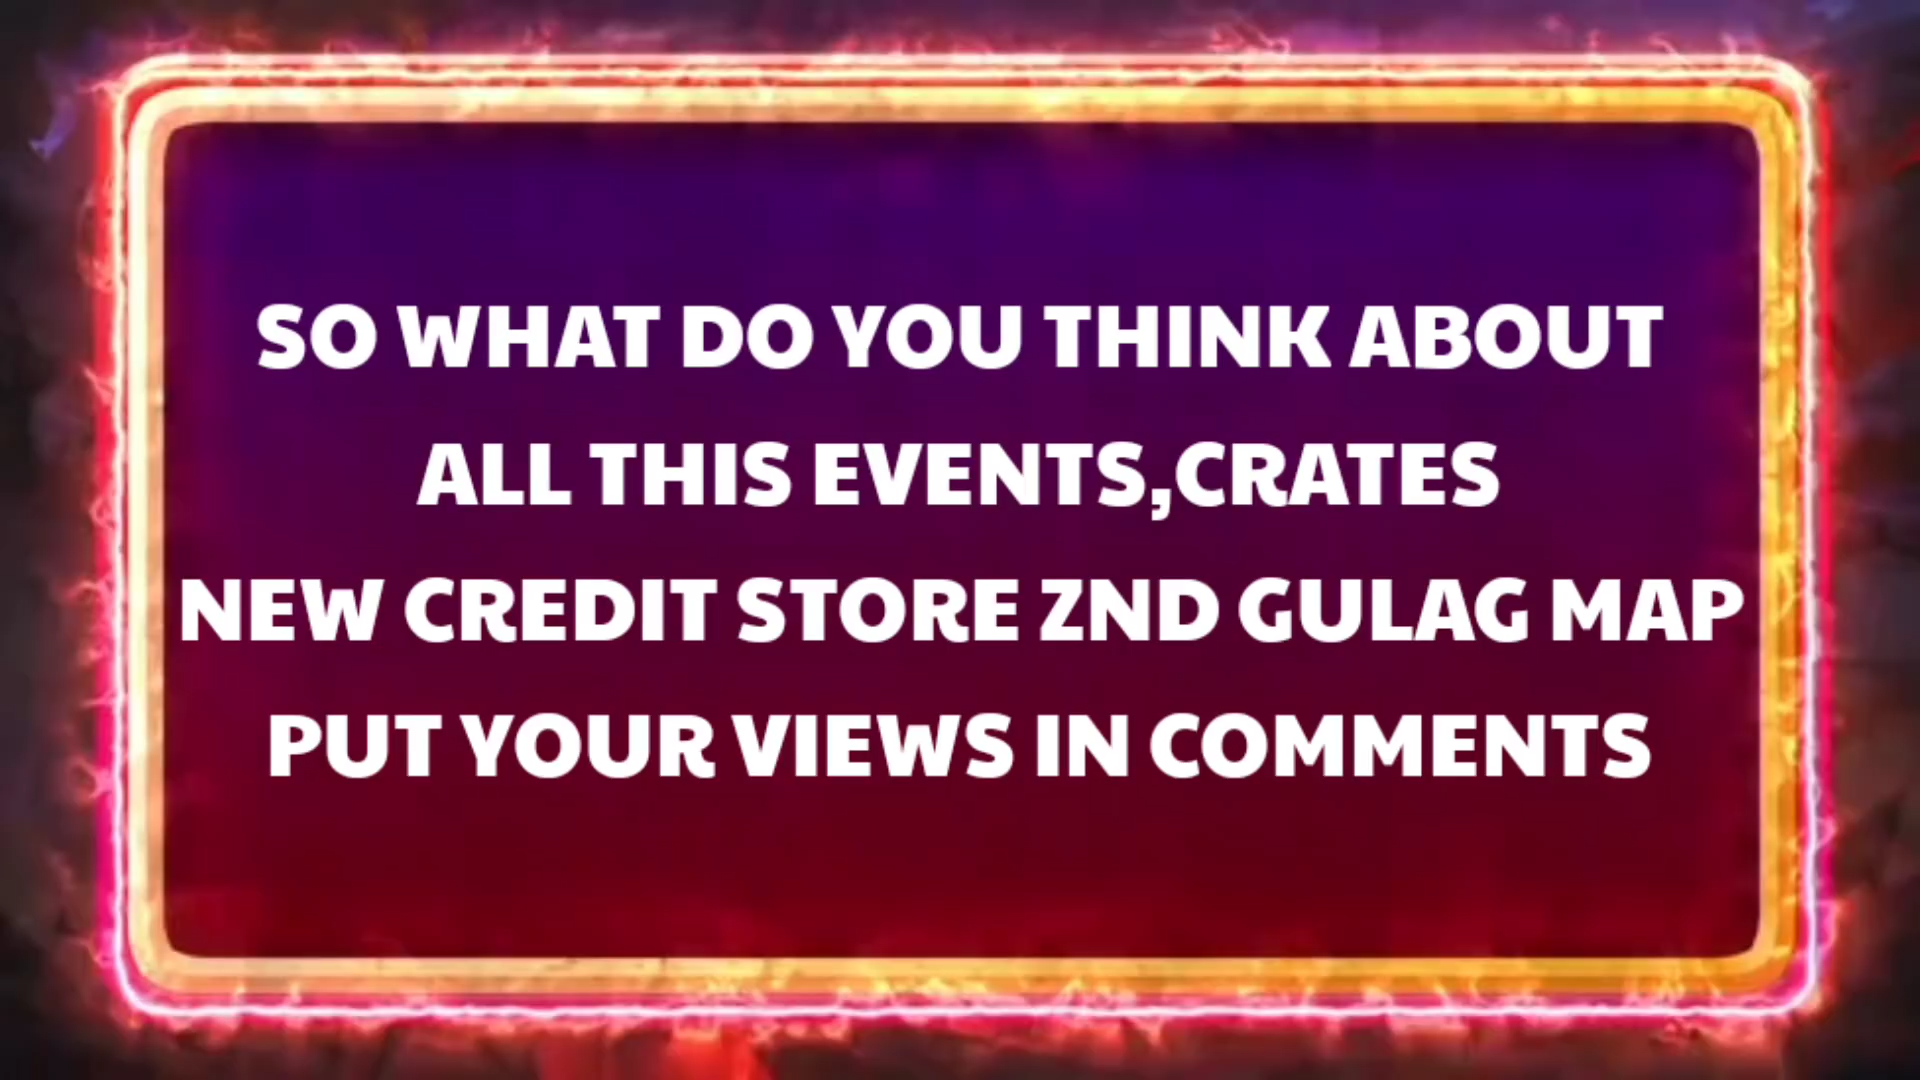 SO WHAT DO YOU THINK ABOUT
ALL THIS EVENTS,CRATES
NEW CREDIT STORE ZND GULAG MAP
PUT YOUR VIEWS IN COMMENTS